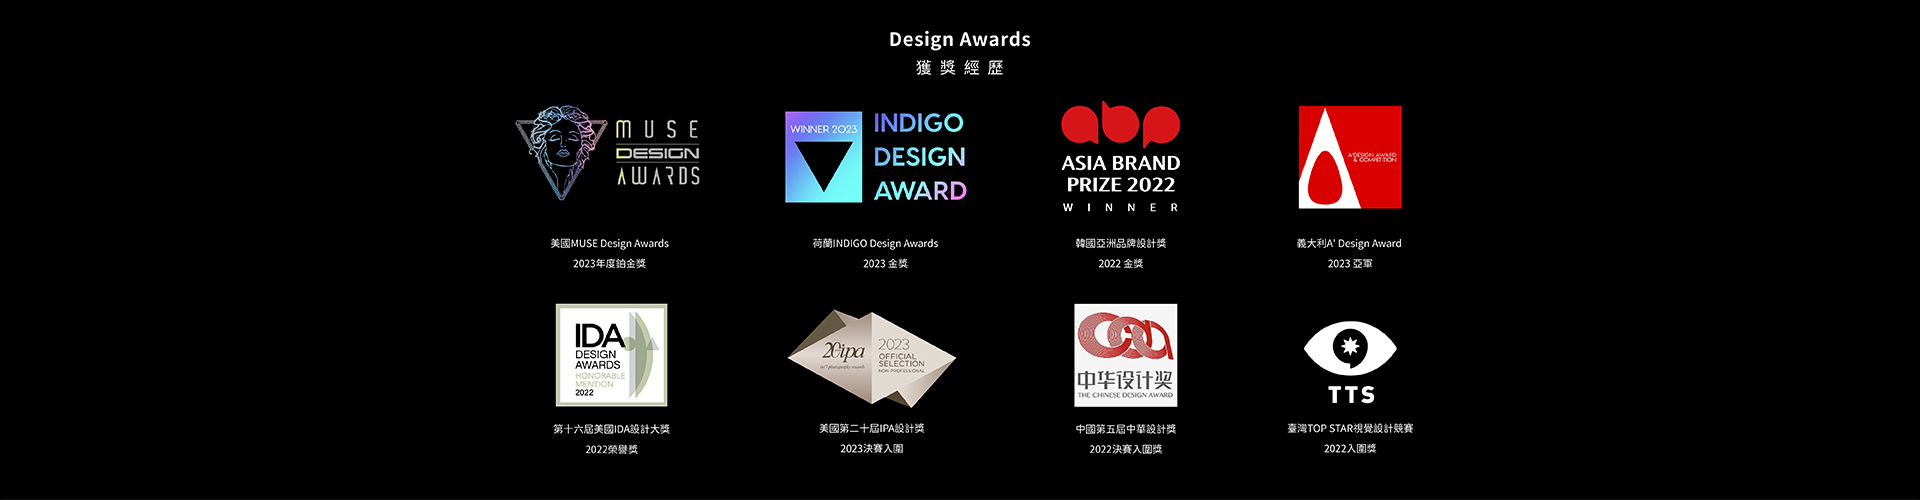 Design Awards
獲獎經歷
MUSE
DESIGN
AWARDS
WINNER 2023
INDIGO
DESIGN
AWARD
abp
ASIA BRAND
PRIZE 2022
WINNER
A'DESIGN AWARD
& COMPETITION
美國MUSE Design Awards
2023年度鉑金獎
荷蘭INDIGO Design Awards
2023 金獎
韓國亞洲品牌設計獎
2022 金獎
義大利A' Design Award
2023 亞軍
IDA
DESIGN
AWARDS
HONORABLE
MENTION
2022
20ipa
int'l photography awards
2023
OFFICIAL
SELECTION
NON-PROFESSIONAL
cda
中华设计奖
THE CHINESE DESIGN AWARD
TTS
第十六屆美國IDA設計大獎
2022榮譽獎
美國第二十屆IPA設計獎
2023決賽入圍
中國第五屆中華設計獎
2022決賽入圍獎
臺灣TOP STAR視覺設計競賽
2022入圍獎